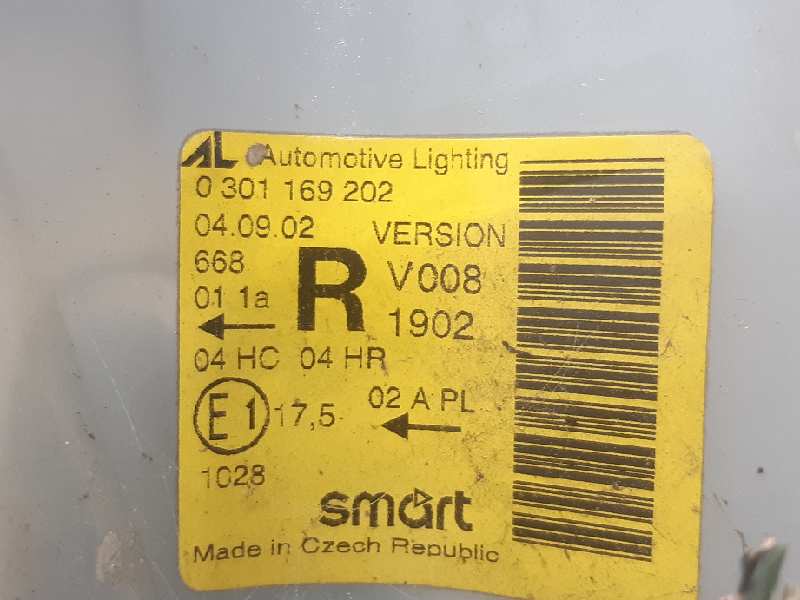 AL Automotive Lighting
0 301 169 202
04.09.02 VERSION
668 R V008
01 1a 1902
04 HC 04 HR
E1 17,5 02 A PL
1028
smart
Made in Czech Republic